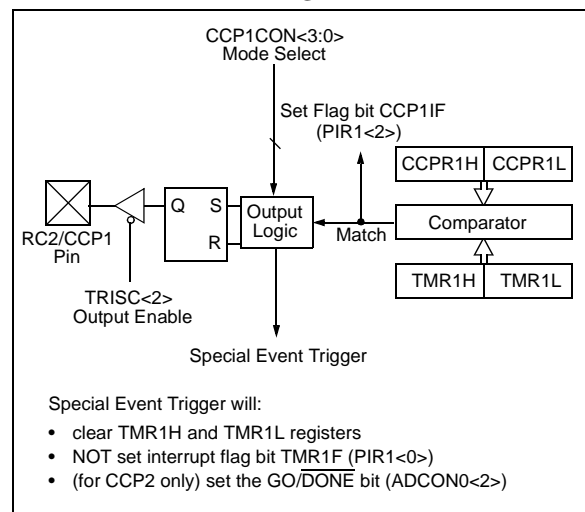 CCP1CON<3:0>
Mode Select
Set Flag bit CCP1IF
(PIR1<2>)
CCPR1H CCPR1L
Q S Output
R Logic
Match
Comparator
RC2/CCP1
Pin
TMR1H TMR1L
TRISC<2>
Output Enable
Special Event Trigger
Special Event Trigger will:
• clear TMR1H and TMR1L registers
• NOT set interrupt flag bit TMR1F (PIR1<0>)
• (for CCP2 only) set the GO/DONE bit (ADCON0<2>)